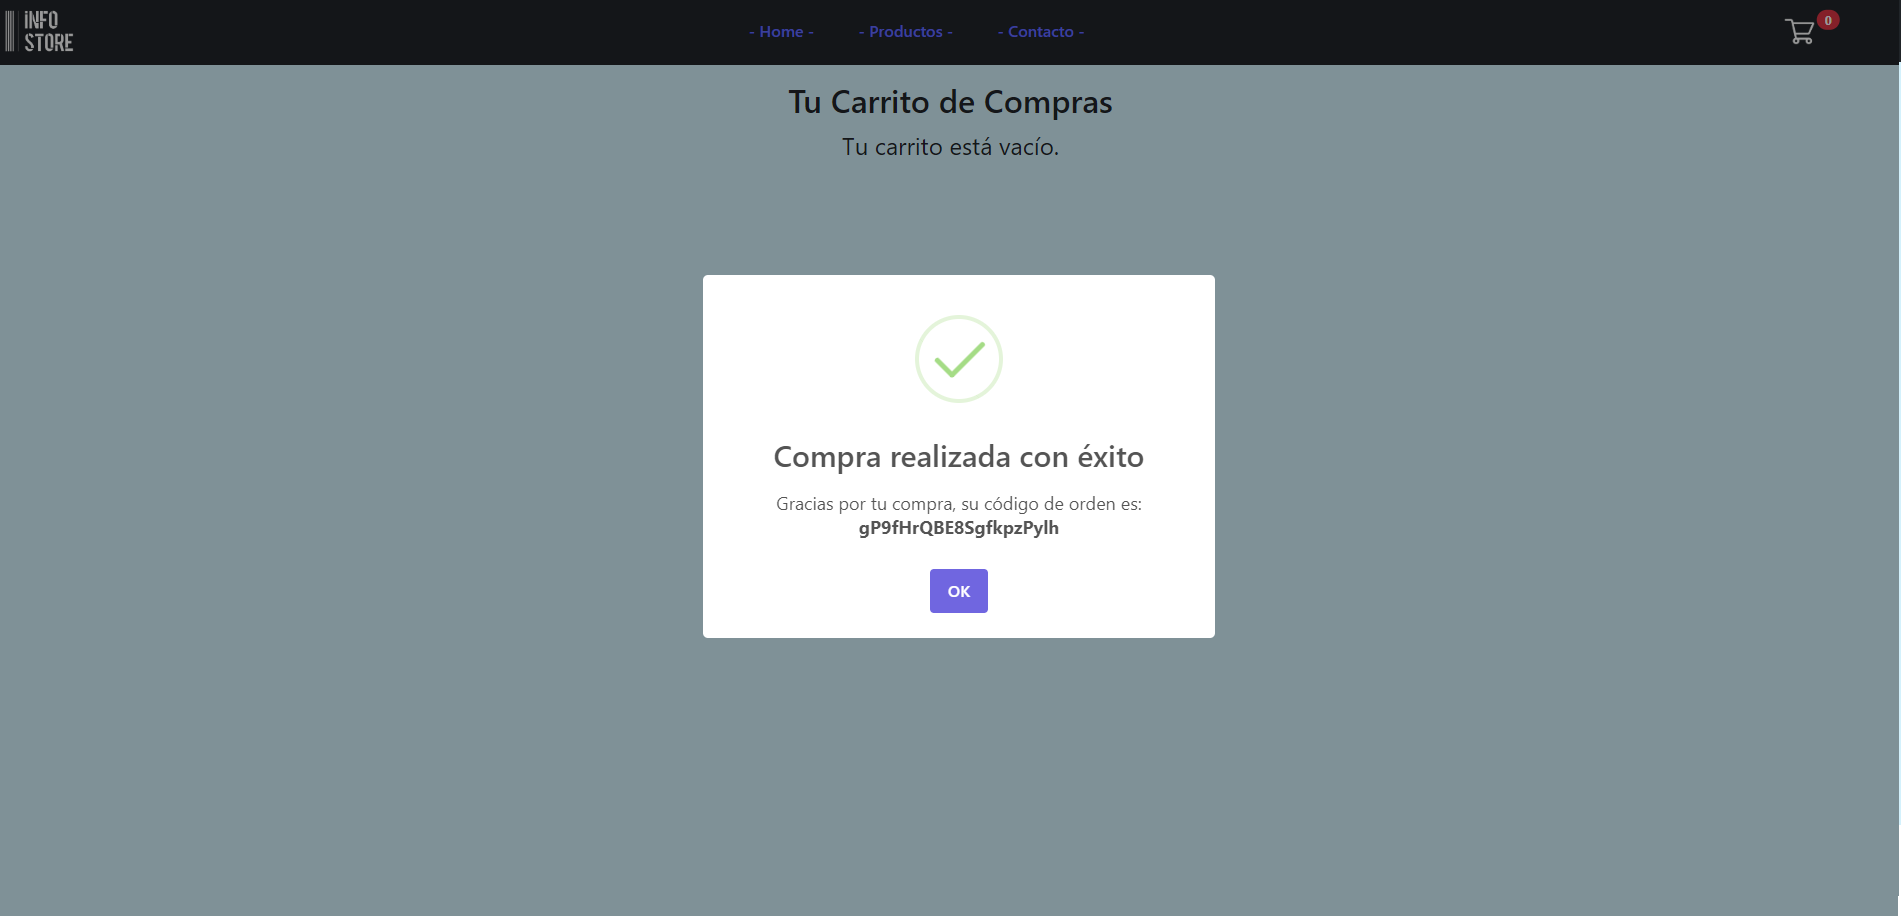 INFO
STORE
- Home - - Productos - - Contacto -
0
Tu Carrito de Compras
Tu carrito está vacío.
Compra realizada con éxito
Gracias por tu compra, su código de orden es:
gP9fHrQBE8SgfkpzPylh
OK